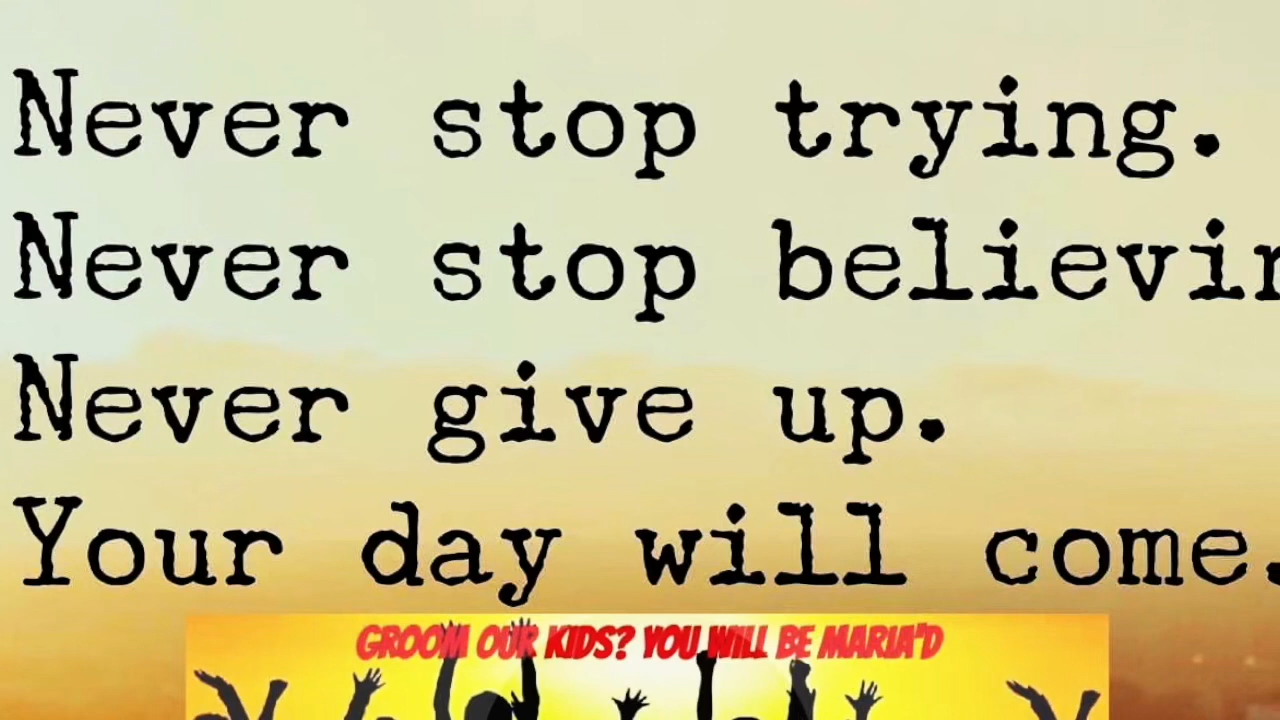 Never stop trying.
Never stop believin
Never give up.
Your day will come.
GROOM OUR KIDS? YOU WILL BE MARIA'D